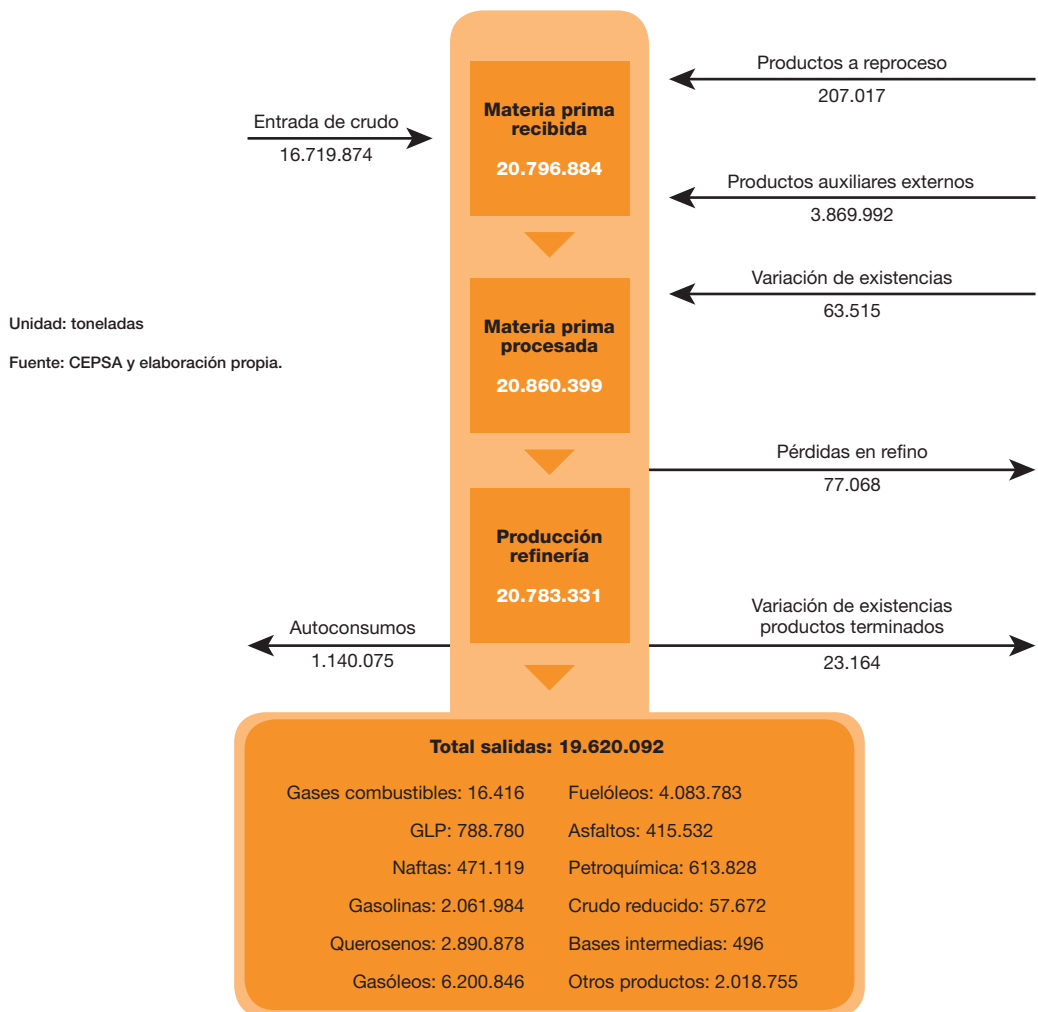 Productos a reproceso
207.017
Materia prima
recibida
20.796.884
Entrada de crudo
16.719.874
Productos auxiliares externos
3.869.992
Variación de existencias
63.515
Unidad: toneladas
Fuente: CEPSA y elaboración propia.
Materia prima
procesada
20.860.399
Pérdidas en refino
77.068
Producción
refinería
20.783.331
Autoconsumos
1.140.075
Variación de existencias
productos terminados
23.164
Total salidas: 19.620.092
Gases combustibles: 16.416
GLP: 788.780
Naftas: 471.119
Gasolinas: 2.061.984
Querosenos: 2.890.878
Gasóleos: 6.200.846
Fuelóleos: 4.083.783
Asfaltos: 415.532
Petroquímica: 613.828
Crudo reducido: 57.672
Bases intermedias: 496
Otros productos: 2.018.755